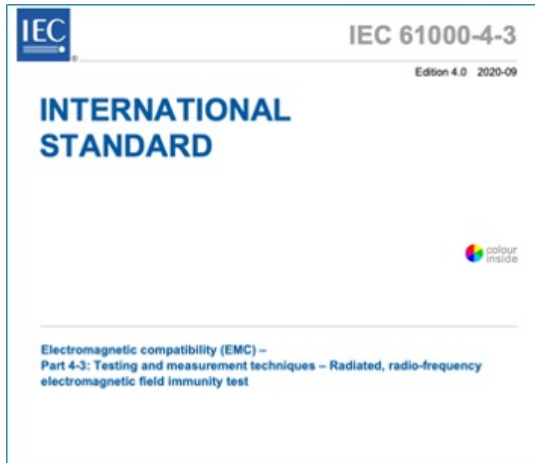 IEC
IEC 61000-4-3
Edition 4.0 2020-09
INTERNATIONAL
STANDARD
colour
inside
Electromagnetic compatibility (EMC) –
Part 4-3: Testing and measurement techniques – Radiated, radio-frequency
electromagnetic field immunity test